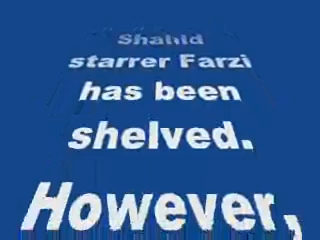 Shahid
starrer Farzi
has been
shelved.
However,